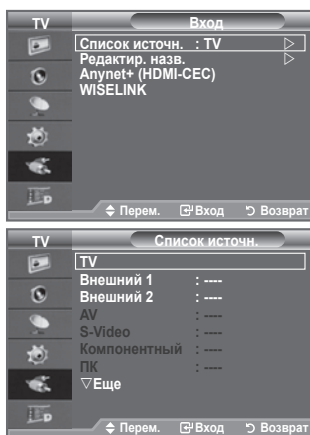 TV Вход
Список источн. : TV
Редактир. назв.
Anynet+ (HDMI-CEC)
WISELINK
Перем. Вход Возврат
TV Список источн.
TV
Внешний 1 : ----
Внешний 2 : ----
AV : ----
S-Video : ----
Компонентный : ----
ПК : ----
▽Еще
Перем. Вход Возврат